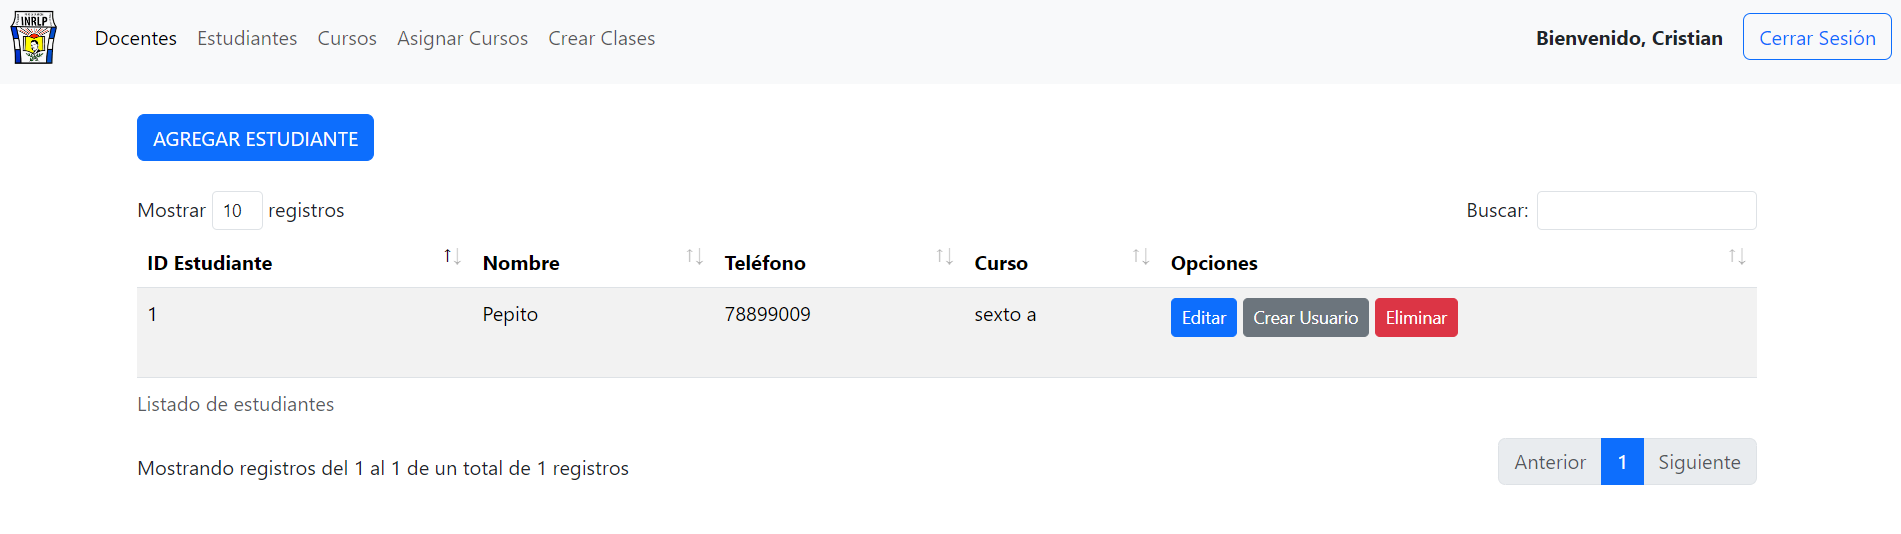 INRLP
Docentes Estudiantes Cursos Asignar Cursos Crear Clases Bienvenido, Cristian Cerrar Sesión
AGREGAR ESTUDIANTE
Mostrar 10 registros Buscar:
ID Estudiante Nombre Teléfono Curso Opciones
1 Pepito 78899009 sexto a Editar Crear Usuario Eliminar
Listado de estudiantes
Mostrando registros del 1 al 1 de un total de 1 registros Anterior 1 Siguiente